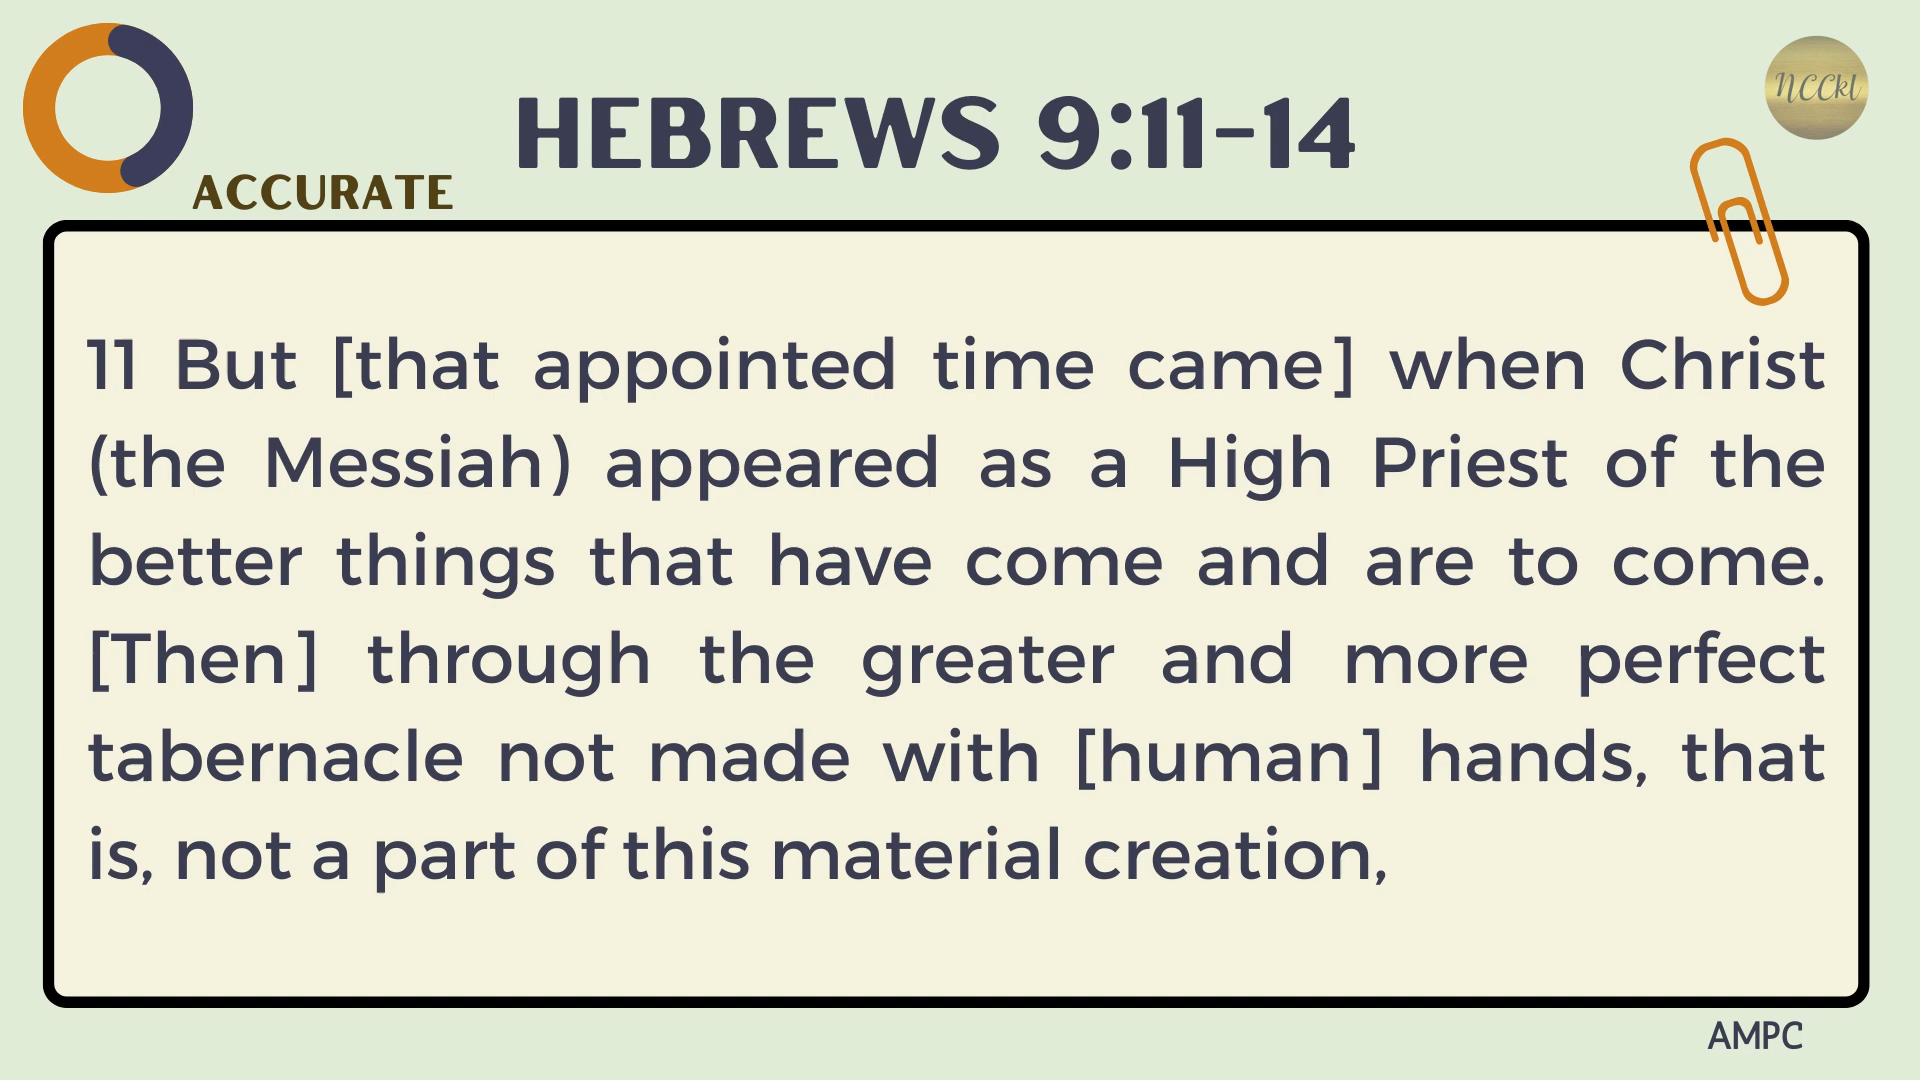 NCCkl
HEBREWS 9:11-14
ACCURATE
11 But [that appointed time came] when Christ
(the Messiah) appeared as a High Priest of the
better things that have come and are to come.
[Then] through the greater and more perfect
tabernacle not made with [human] hands, that
is, not a part of this material creation,
AMPC